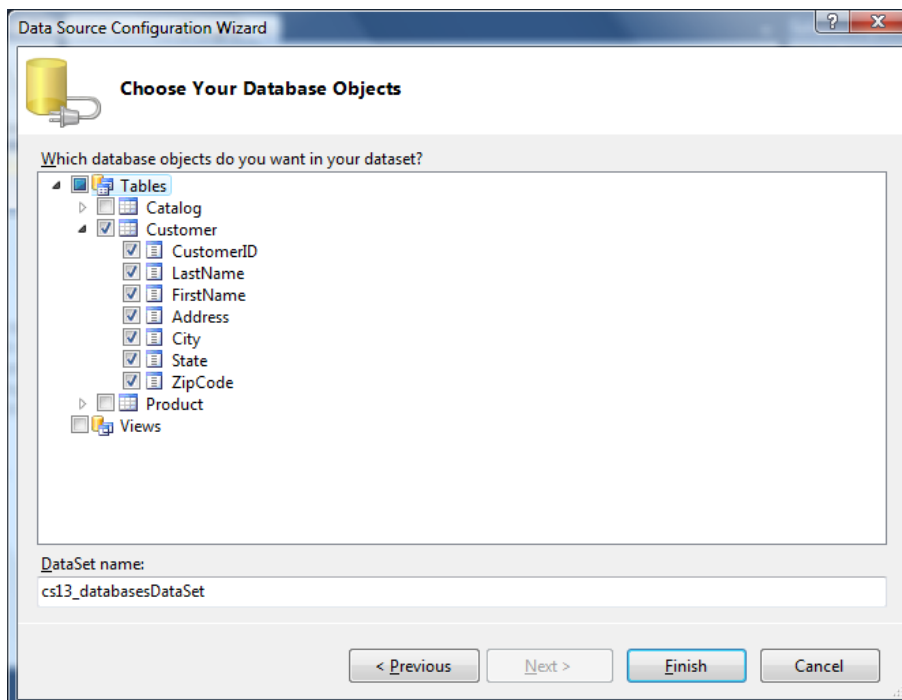 Data Source Configuration Wizard
?
X
Choose Your Database Objects
Which database objects do you want in your dataset?
Tables
Catalog
Customer
CustomerID
LastName
FirstName
Address
City
State
ZipCode
Product
Views
DataSet name:
cs13_databasesDataSet
< Previous Next > Finish Cancel